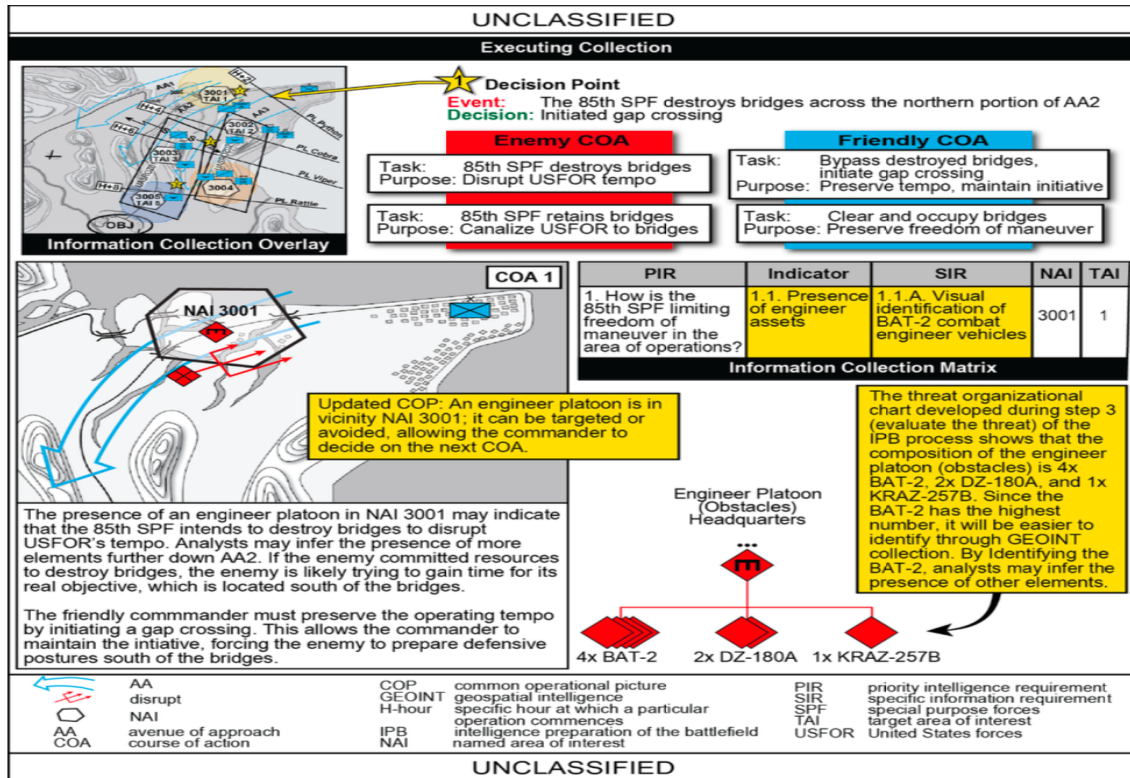 UNCLASSIFIED
Executing Collection
AA1
H+2
3001
TAI 1
1
H+4
AA2
AA3
PL Python
H+6
3002
TAI 2
PL Cobra
3003
TAI 3
PL Viper
H+8
3004
3005
TAI 5
PL Rattle
OBJ
Information Collection Overlay
1
Decision Point
Event: The 85th SPF destroys bridges across the northern portion of AA2
Decision: Initiated gap crossing
Enemy COA
Task: 85th SPF destroys bridges
Purpose: Disrupt USFOR tempo
Task: 85th SPF retains bridges
Purpose: Canalize USFOR to bridges
Friendly COA
Task: Bypass destroyed bridges,
initiate gap crossing
Purpose: Preserve tempo, maintain initiative
Task: Clear and occupy bridges
Purpose: Preserve freedom of maneuver
COA 1
NAI 3001
E
X
PIR Indicator SIR NAI TAI
1. How is the
85th SPF limiting
freedom of
maneuver in the
area of operations?
1.1. Presence
of engineer
assets
1.1.A. Visual
identification of
BAT-2 combat
engineer vehicles
3001
1
Information Collection Matrix
Updated COP: An engineer platoon is in
vicinity NAI 3001; it can be targeted or
avoided, allowing the commander to
decide on the next COA.
The threat organizational
chart developed during step 3
(evaluate the threat) of the
IPB process shows that the
composition of the engineer
platoon (obstacles) is 4x
BAT-2, 2x DZ-180A, and 1x
KRAZ-257B. Since the
BAT-2 has the highest
number, it will be easier to
identify through GEOINT
collection. By Identifying the
BAT-2, analysts may infer the
presence of other elements.
The presence of an engineer platoon in NAI 3001 may indicate
that the 85th SPF intends to destroy bridges to disrupt
USFOR's tempo. Analysts may infer the presence of more
elements further down AA2. If the enemy committed resources
to destroy bridges, the enemy is likely trying to gain time for its
real objective, which is located south of the bridges.
The friendly commmander must preserve the operating tempo
by initiating a gap crossing. This allows the commander to
maintain the intiative, forcing the enemy to prepare defensive
postures south of the bridges.
Engineer Platoon
(Obstacles)
Headquarters
E
4x BAT-2 2x DZ-180A 1x KRAZ-257B
AA
disrupt
NAI
AA avenue of approach
COA course of action
COP common operational picture
GEOINT geospatial intelligence
H-hour specific hour at which a particular
operation commences
IPB intelligence preparation of the battlefield
NAI named area of interest
PIR priority intelligence requirement
SIR specific information requirement
SPF special purpose forces
TAI target area of interest
USFOR United States forces
UNCLASSIFIED